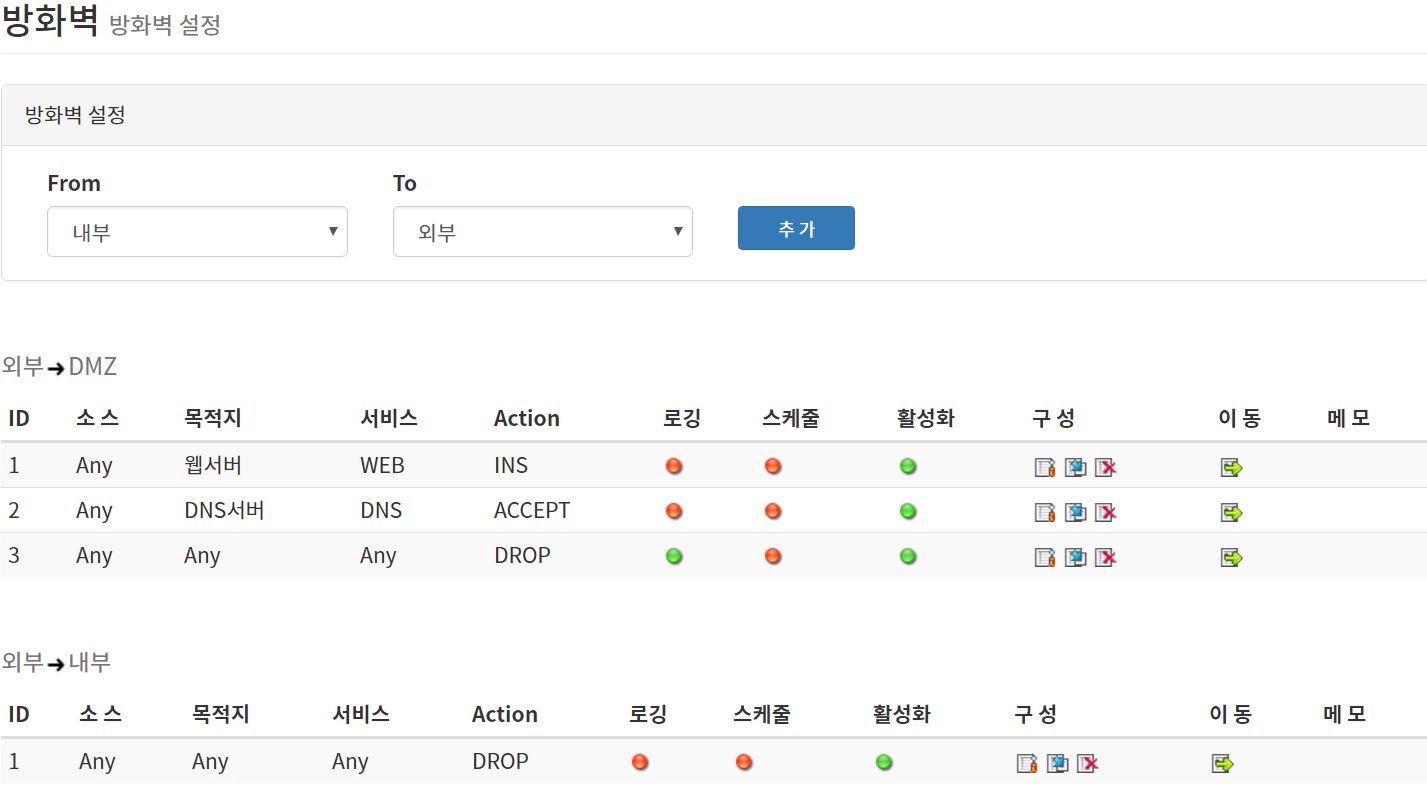 방화벽 방화벽 설정
방화벽 설정
From To
내부 외부 추 가
외부 DMZ
ID 소 스 목적지 서비스 Action 로깅 스케줄 활성화 구 성 이 동 메 모
1 Any 웹서버 WEB INS
2 Any DNS서버 DNS ACCEPT
3 Any Any Any DROP
외부 내부
ID 소 스 목적지 서비스 Action 로깅 스케줄 활성화 구 성 이 동 메 모
1 Any Any Any DROP